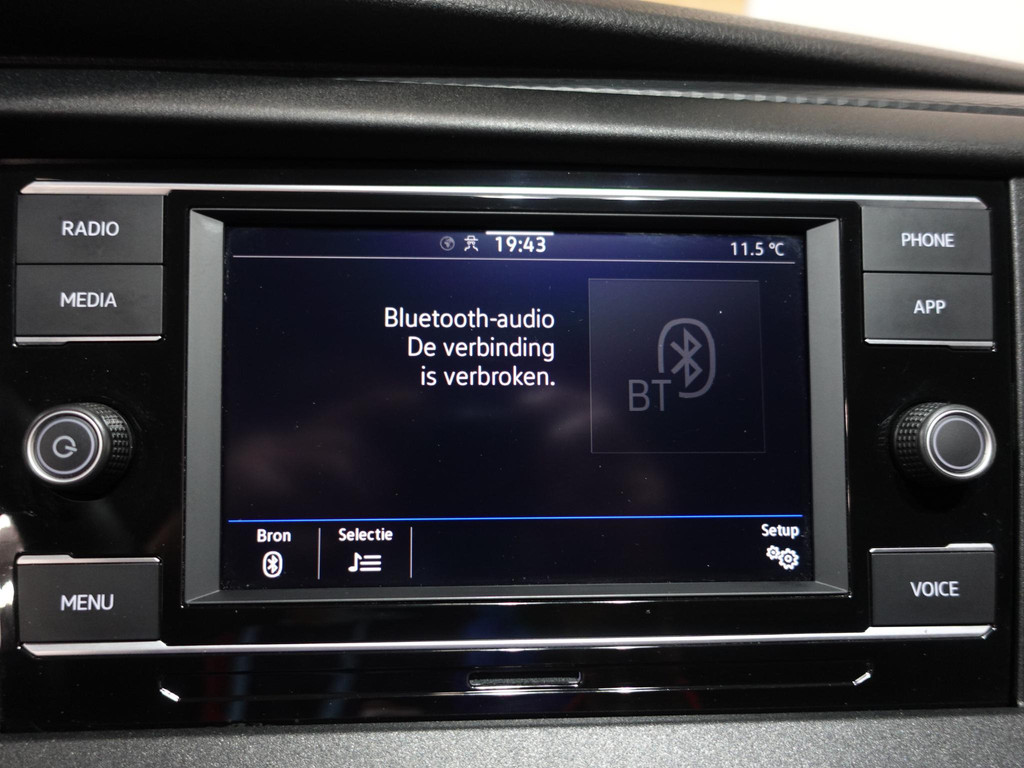 RADIO
MEDIA
MENU
19:43
11.5 °C
Bluetooth-audio
De verbinding
is verbroken.
BT
Bron
Selectie
Setup
PHONE
APP
VOICE